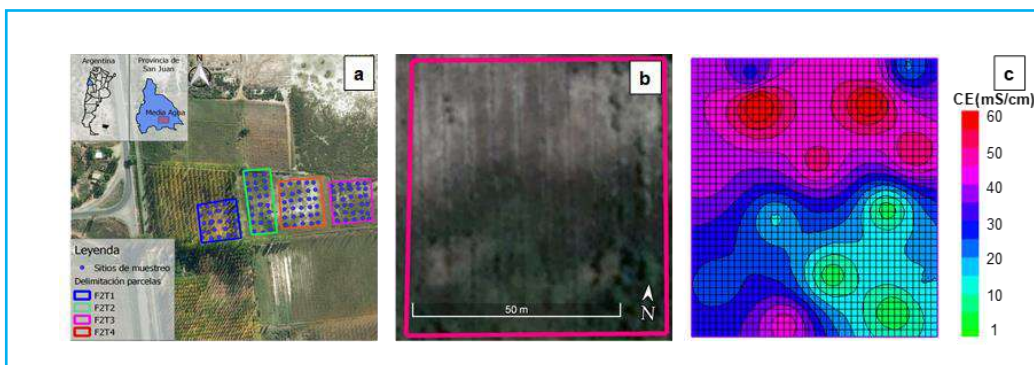 Argentina
Provincia de
San Juan
Media Agua
a
Leyenda
Sitios de muestreo
Delimitación parcelas
F2T1
F2T2
F2T3
F2T4
b
50 m
N
c
CE(mS/cm)
60
50
40
30
20
10
1